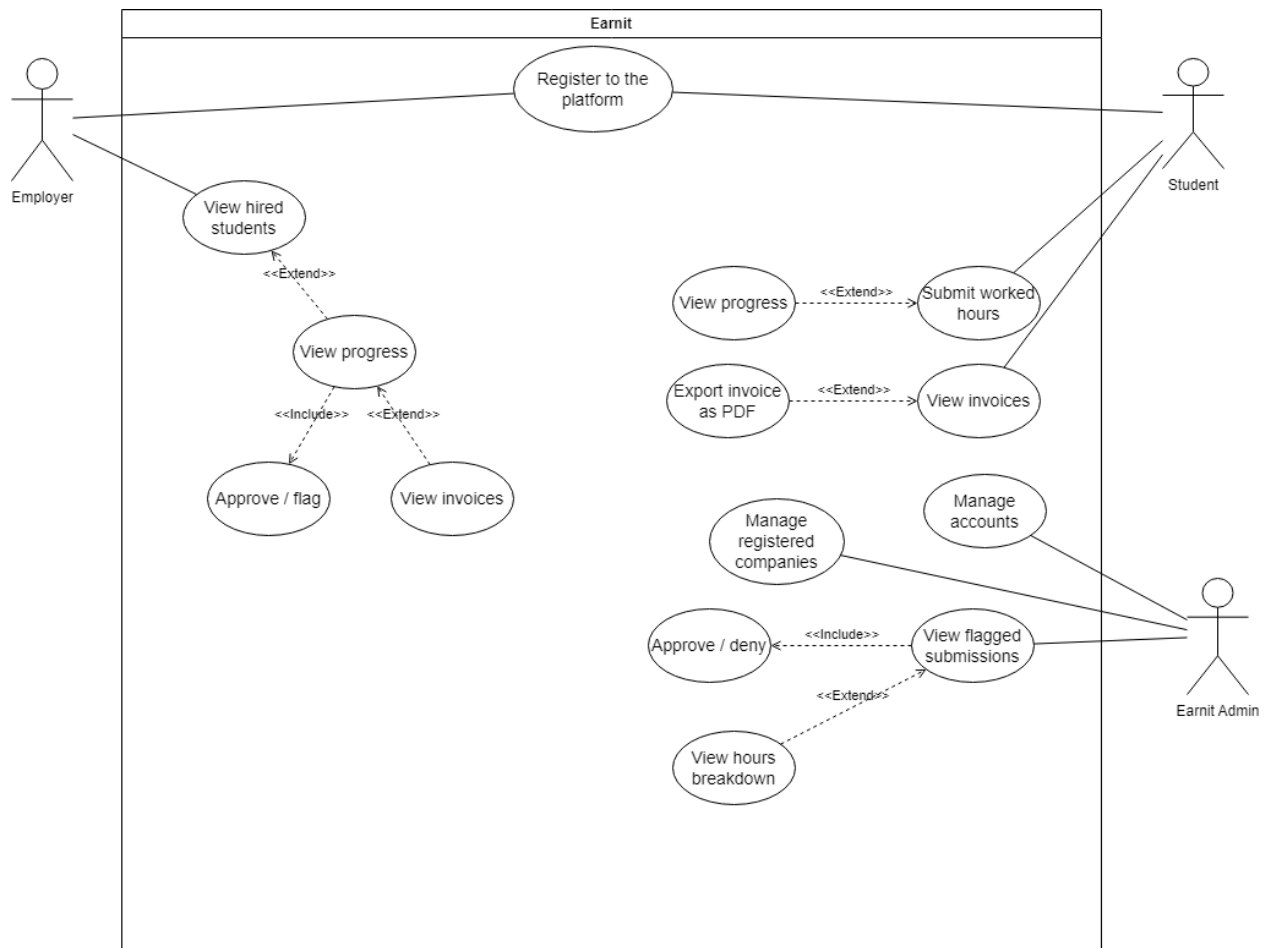 Earnit
Register to the
platform
Employer
Student
View hired
students
<<Extend>>
View progress
<<Extend>>
Submit worked
hours
View progress
Export invoice
as PDF
<<Extend>>
View invoices
<<Include>>
<<Extend>>
Approve / flag
View invoices
Manage
accounts
Manage
registered
companies
Approve / deny
<<Include>>
View flagged
submissions
<<Extend>>
Earnit Admin
View hours
breakdown